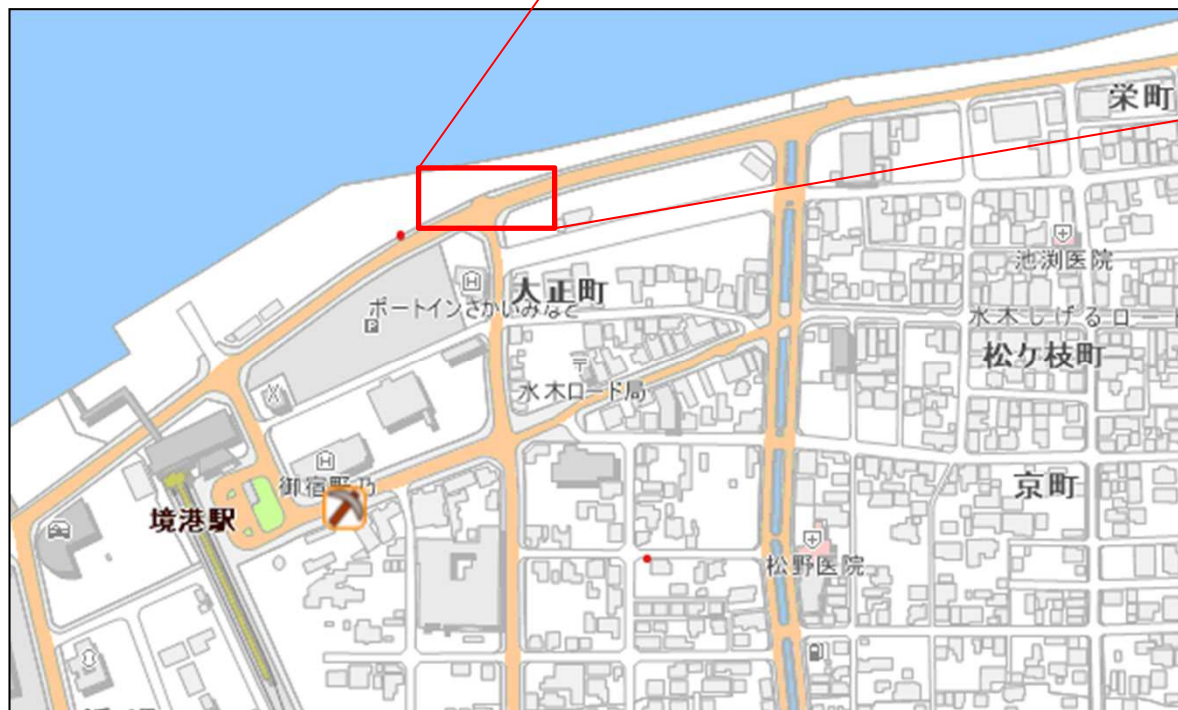 栄町
池渕医院
大正町
ポートインさかいみなと
P
水木しげるロード
松ケ枝町
〒
水木ロード局
京町
御宿野乃
境港駅
松野医院